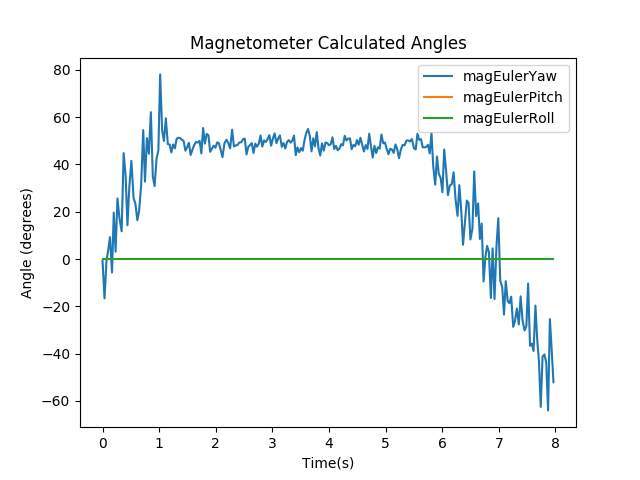 Magnetometer Calculated Angles
magEulerYaw
magEulerPitch
magEulerRoll
Angle (degrees)
80
60
40
20
0
−20
−40
−60
0 1 2 3 4 5 6 7 8
Time(s)